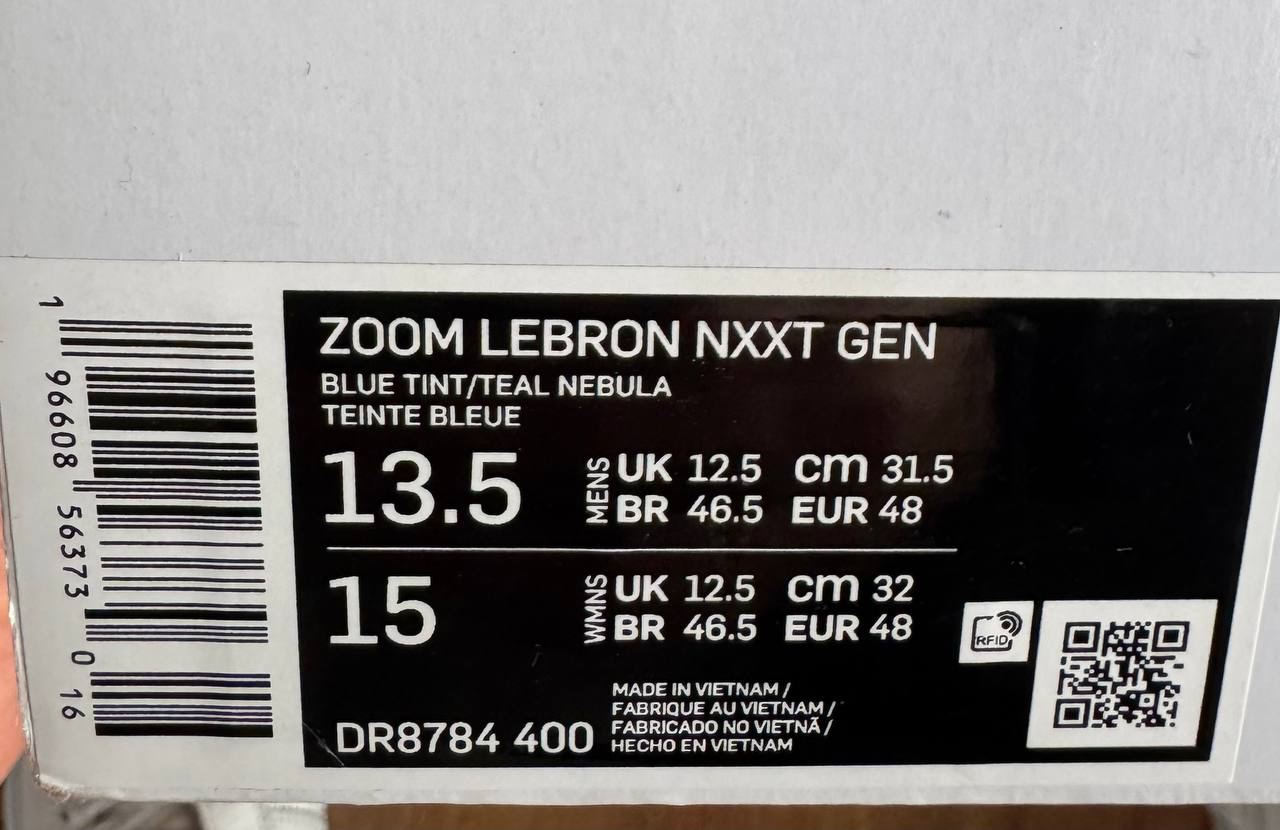 ZOOM LEBRON NXXT GEN
BLUE TINT/TEAL NEBULA
TEINTE BLEUE
13.5 MENS UK 12.5 cm 31.5
BR 46.5 EUR 48
15 WMNS UK 12.5 cm 32
BR 46.5 EUR 48
RFID
DR8784 400
MADE IN VIETNAM /
FABRIQUE AU VIETNAM /
FABRICADO NO VIETNÃ /
HECHO EN VIETNAM
1 96608 56373 0 16